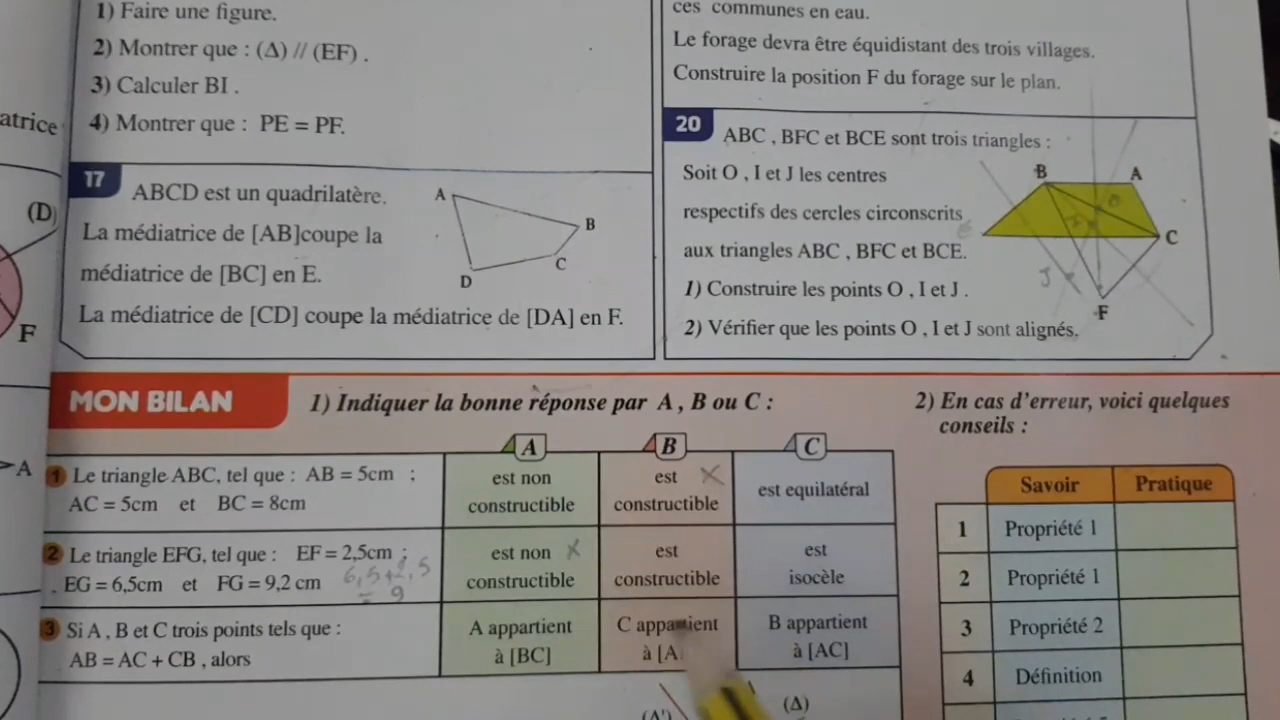 1) Faire une figure.
2) Montrer que : (Δ) // (EF) .
3) Calculer BI .
4) Montrer que : PE = PF.
atrice
(D)
F
A
17
ABCD est un quadrilatère.
La médiatrice de [AB]coupe la
médiatrice de [BC] en E.
La médiatrice de [CD] coupe la médiatrice de [DA] en F.
A
B
C
D
ces communes en eau.
Le forage devra être équidistant des trois villages.
Construire la position F du forage sur le plan.
20
ABC , BFC et BCE sont trois triangles :
Soit O , I et J les centres
respectifs des cercles circonscrits
aux triangles ABC , BFC et BCE.
1) Construire les points O , I et J .
2) Vérifier que les points O , I et J sont alignés.
B
A
C
J
F
MON BILAN
1) Indiquer la bonne réponse par A , B ou C :
A
B
C
1 Le triangle ABC, tel que : AB = 5cm ;
AC = 5cm et BC = 8cm
est non
constructible
est
constructible
est equilatéral
2 Le triangle EFG, tel que : EF = 2,5cm ;
EG = 6,5cm et FG = 9,2 cm
6,5+2,5
= 9
est non
constructible
est
constructible
est
isocèle
3 Si A , B et C trois points tels que :
AB = AC + CB , alors
A appartient
à [BC]
C appartient
à [A
B appartient
à [AC]
(Δ')
(Δ)
2) En cas d'erreur, voici quelques
conseils :
Savoir Pratique
1 Propriété 1
2 Propriété 1
3 Propriété 2
4 Définition